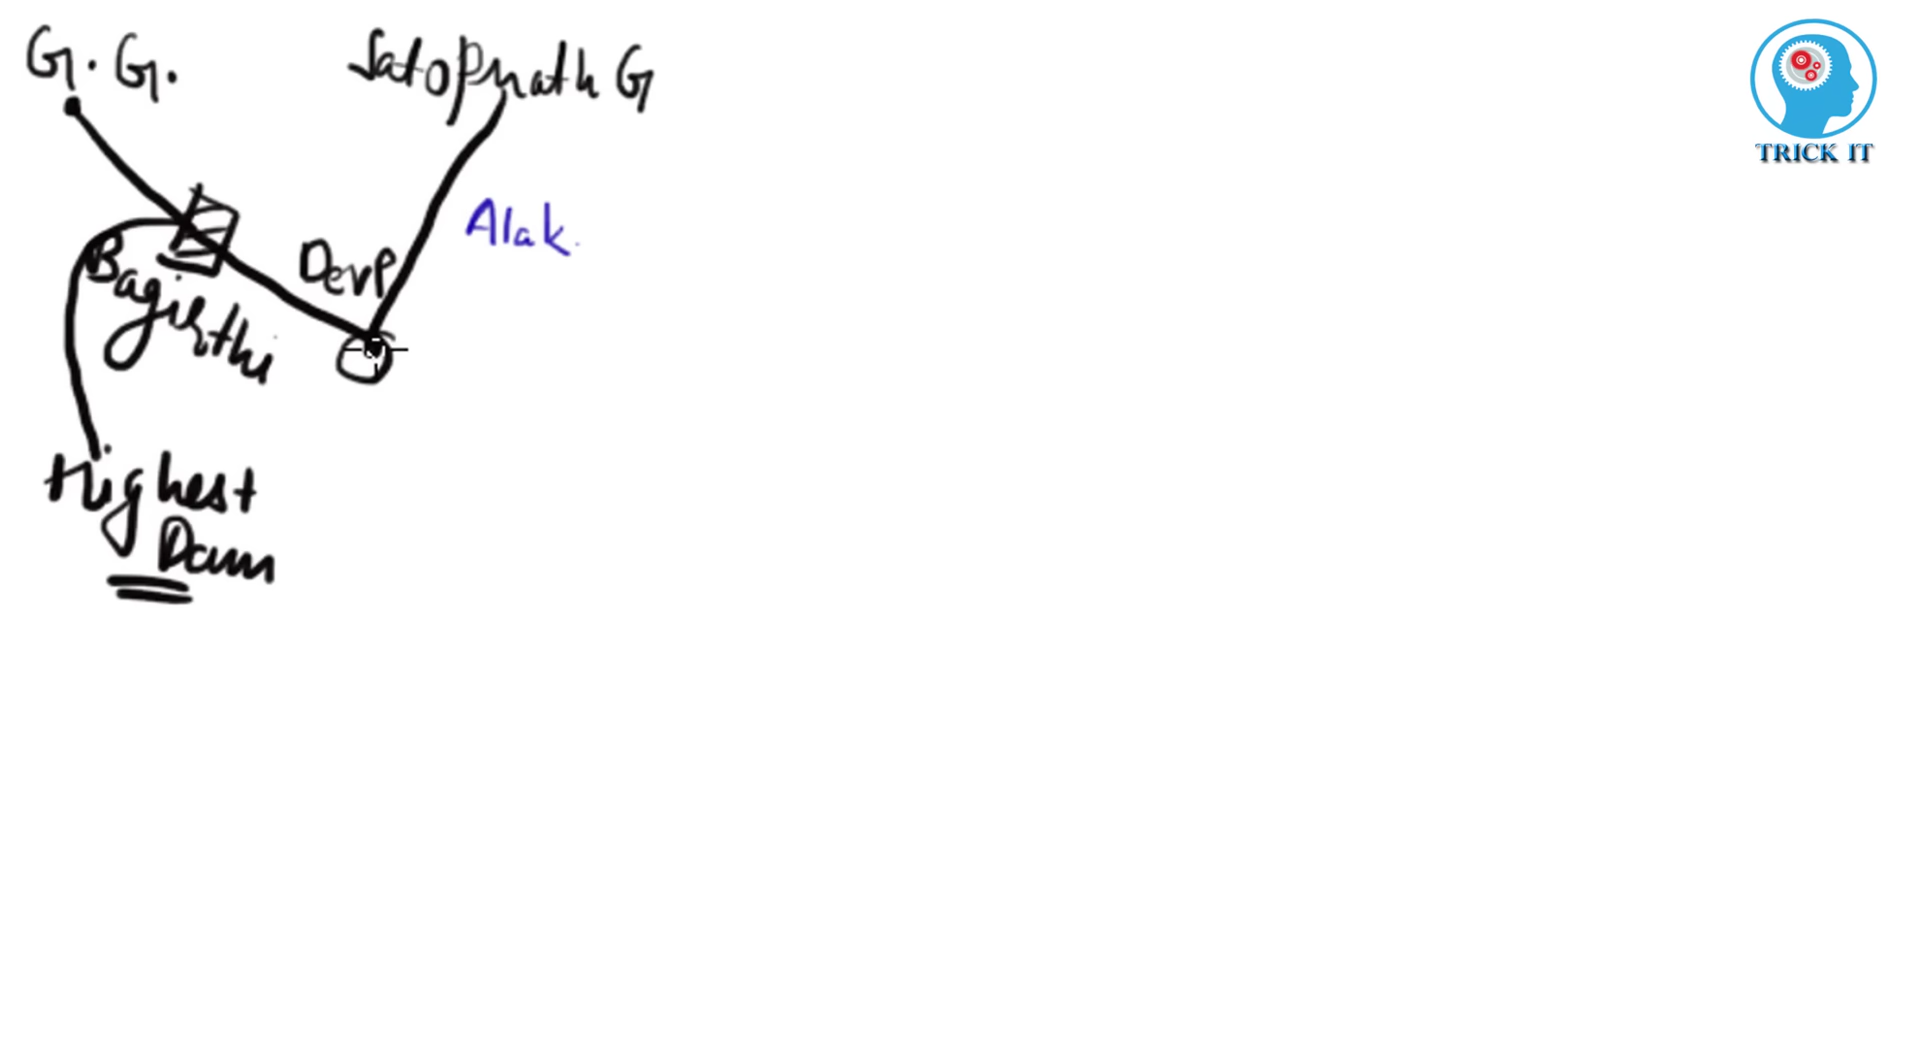 G. G.
Satopnath G
TRICK IT
Alak.
Devp
Bagirthi
Highest
Dam